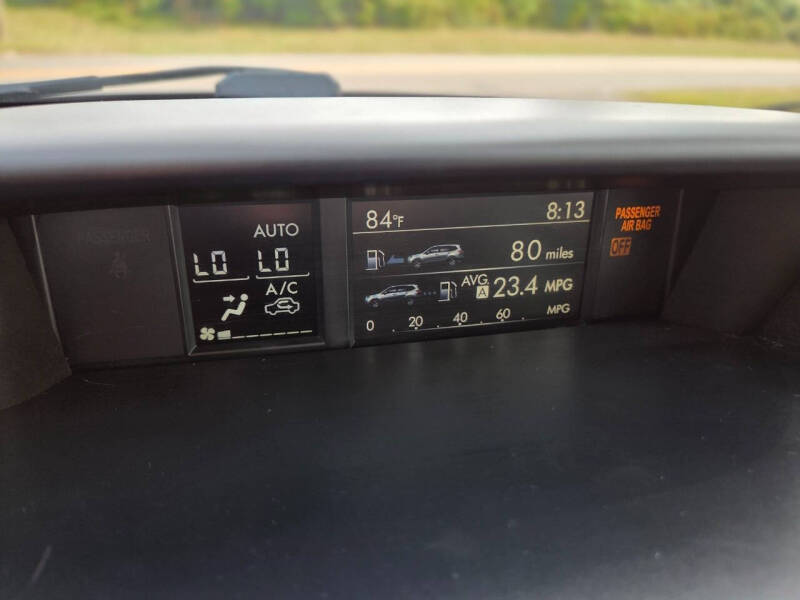 PASSENGER
AUTO
LO LO
A/C
84°F 8:13
80 miles
AVG. A 23.4 MPG
0 20 40 60 MPG
PASSENGER
AIR BAG
OFF